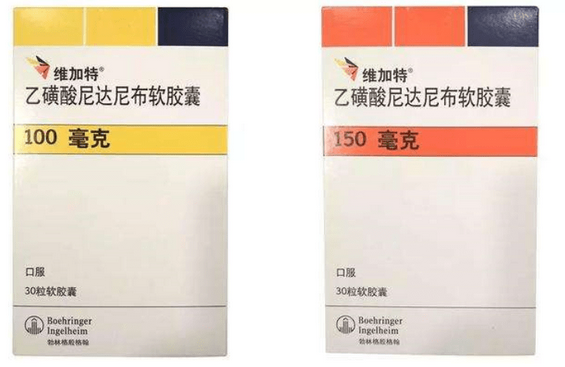 维加特®
乙磺酸尼达尼布软胶囊
100 毫克
口服
30粒软胶囊
Boehringer
Ingelheim
勃林格殷格翰
维加特®
乙磺酸尼达尼布软胶囊
150 毫克
口服
30粒软胶囊
Boehringer
Ingelheim
勃林格殷格翰